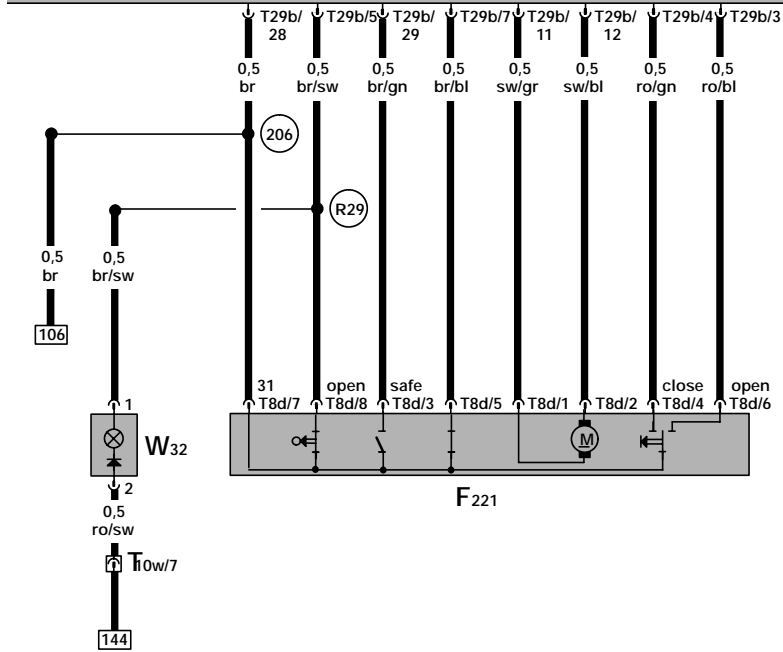 T29b/28 T29b/5 T29b/29 T29b/7 T29b/11 T29b/12 T29b/4 T29b/3
0,5 0,5 0,5 0,5 0,5 0,5 0,5 0,5
br br/sw br/gn br/bl sw/gr sw/bl ro/gn ro/bl
206
R29
0,5 0,5
br br/sw
106
31 open safe close open
1 T8d/7 T8d/8 T8d/3 T8d/5 T8d/1 T8d/2 T8d/4 T8d/6
W32 M
2
F221
0,5
ro/sw
T10w/7
144